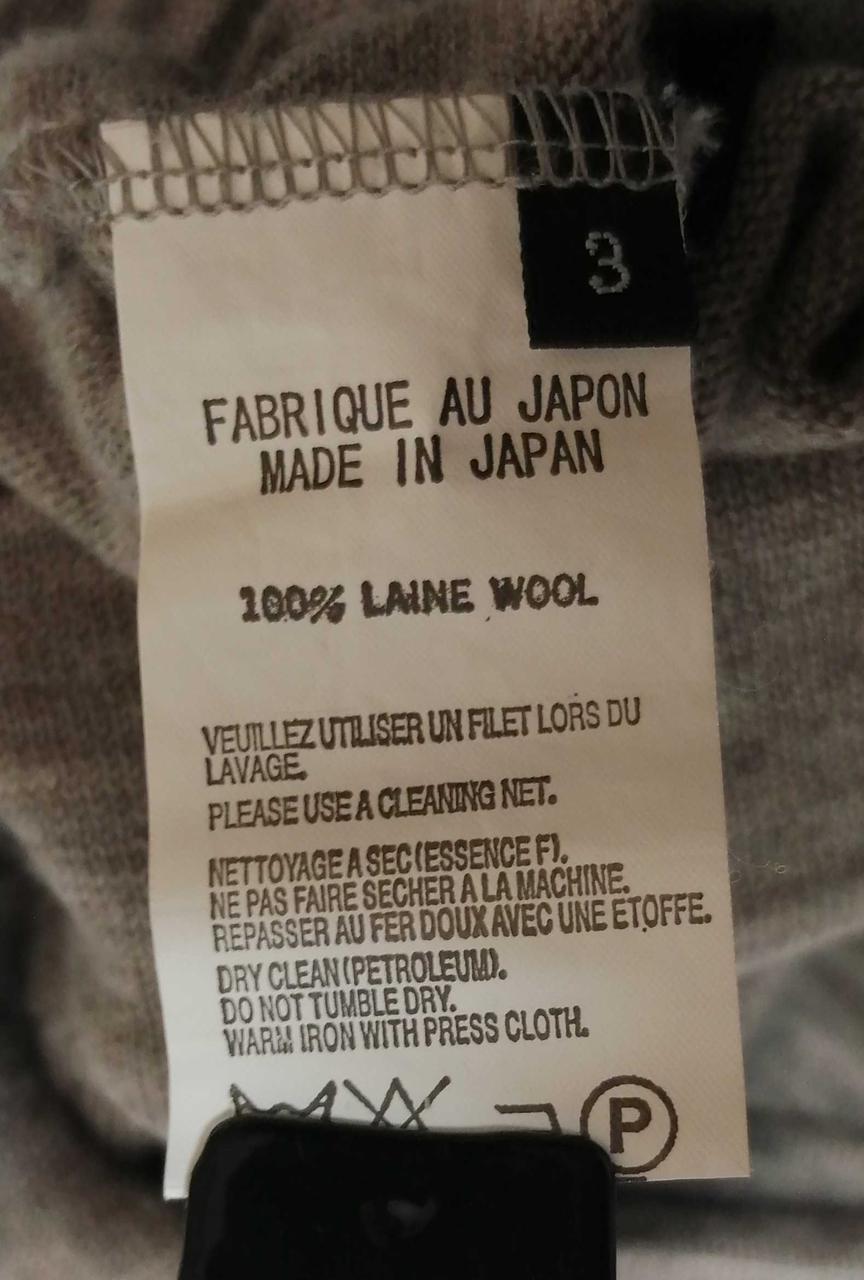 3
FABRIQUE AU JAPON
MADE IN JAPAN
100% LAINE WOOL
VEUILLEZ UTILISER UN FILET LORS DU
LAVAGE.
PLEASE USE A CLEANING NET.
NETTOYAGE A SEC (ESSENCE F).
NE PAS FAIRE SECHER A LA MACHINE.
REPASSER AU FER DOUX AVEC UNE ETOFFE.
DRY CLEAN (PETROLEUM).
DO NOT TUMBLE DRY.
WARM IRON WITH PRESS CLOTH.
P